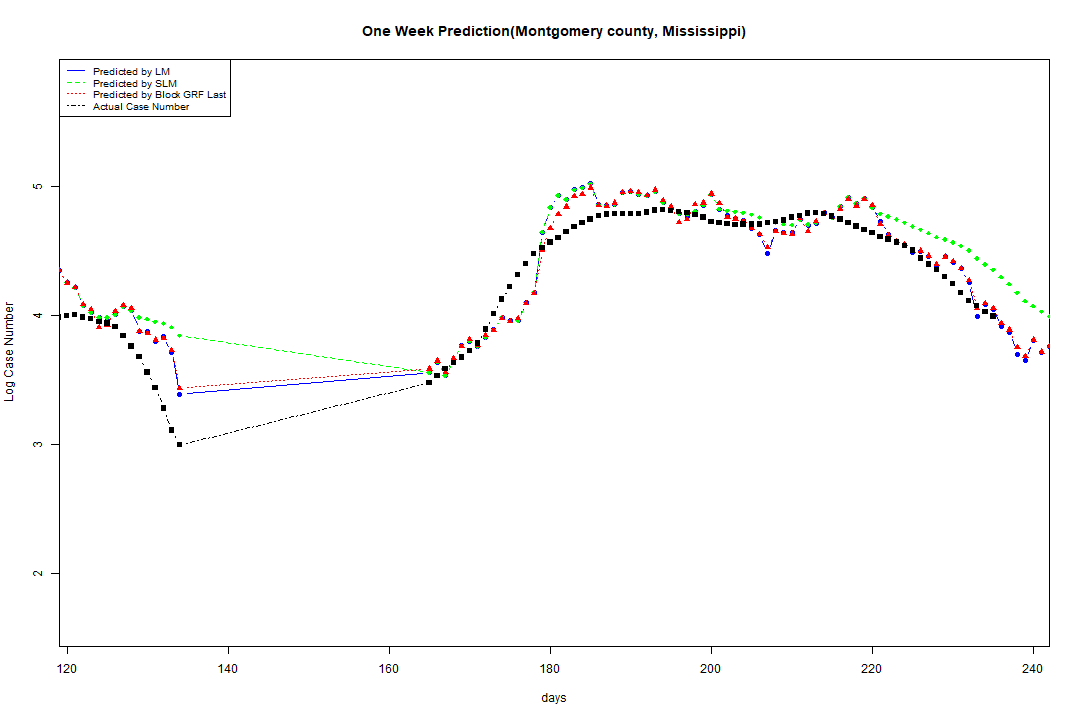 One Week Prediction(Montgomery county, Mississippi)
Predicted by LM
Predicted by SLM
Predicted by Block GRF Last
Actual Case Number
Log Case Number
5
4
3
2
120 140 160 180 200 220 240
days